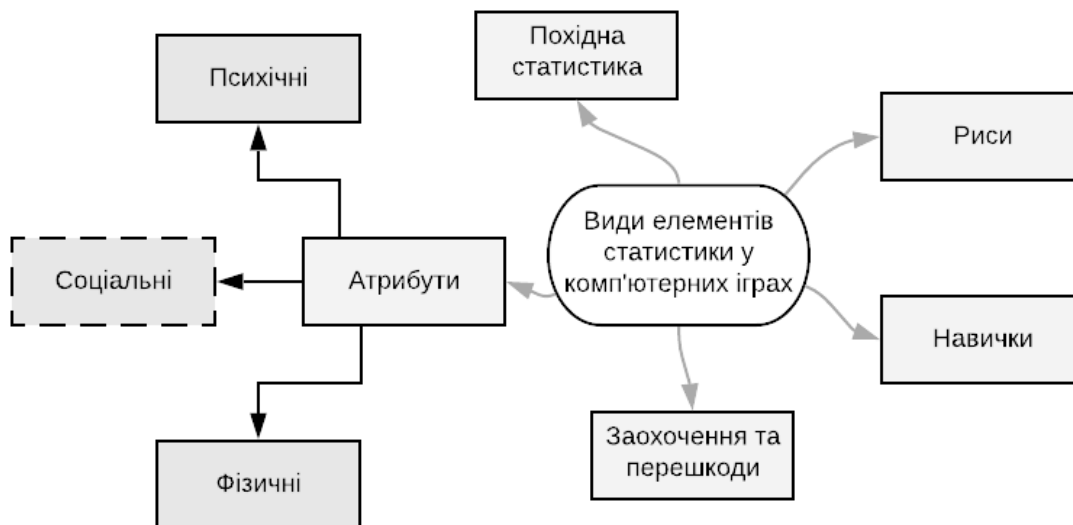 Похідна
статистика
Психічні
Риси
Види елементів
статистики у
комп'ютерних іграх
Соціальні
Атрибути
Навички
Заохочення та
перешкоди
Фізичні